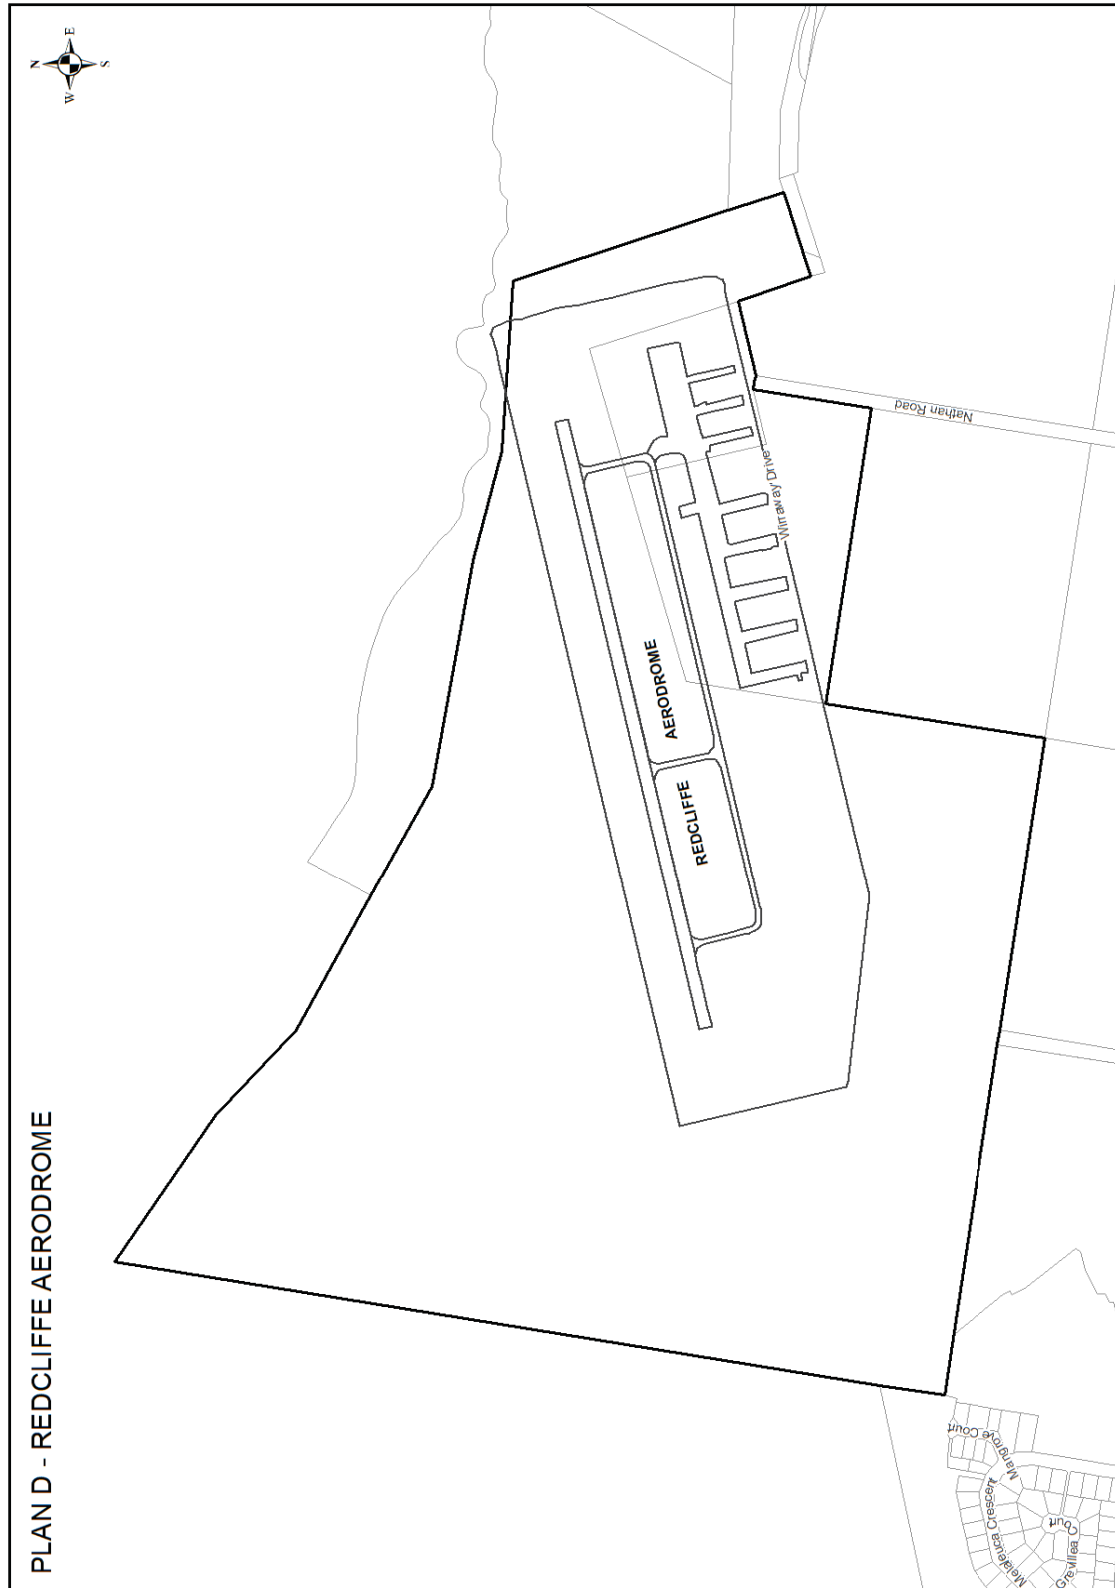 PLAN D - REDCLIFFE AERODROME
N
E
S
W
Nathan Road
Wirraway Drive
AERODROME
REDCLIFFE
Mangrove Court
Melaleuca Crescent
Grevillea Court